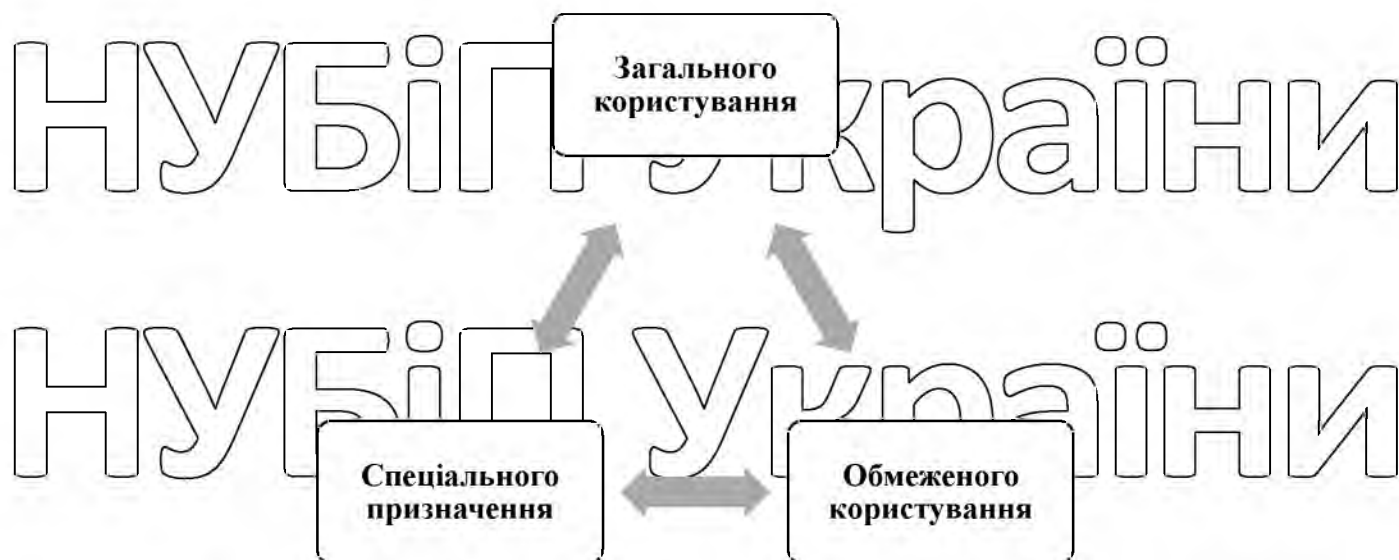 НУБіП України
Загального
користування
НУБіП України
Спеціального
призначення
Обмеженого
користування